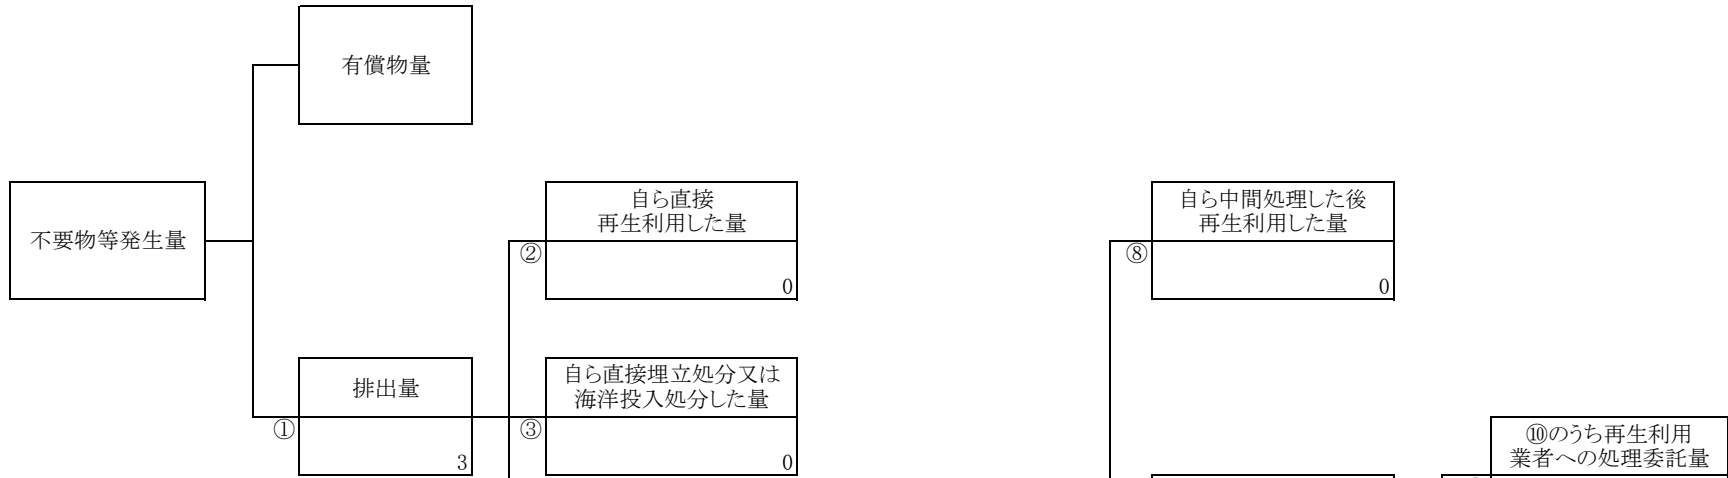 有償物量
不要物等発生量
自ら直接
再生利用した量
②
0
自ら中間処理した後
再生利用した量
⑧
0
排出量
①
3
自ら直接埋立処分又は
海洋投入処分した量
③
0
⑩のうち再生利用
業者への処理委託量